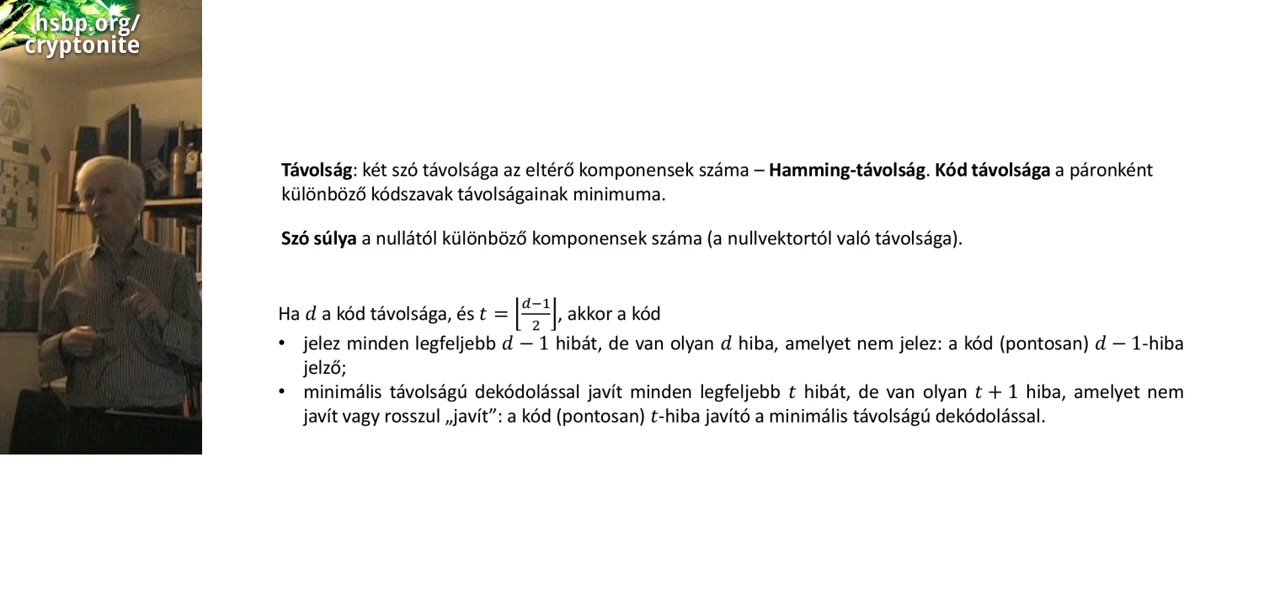 hsbp.org/
cryptonite
Távolság: két szó távolsága az eltérő komponensek száma – Hamming-távolság. Kód távolsága a páronként
különböző kódszavak távolságainak minimuma.
Szó súlya a nullától különböző komponensek száma (a nullvektortól való távolsága).
Ha d a kód távolsága, és t = ⌊(d−1)/2⌋, akkor a kód
• jelez minden legfeljebb d − 1 hibát, de van olyan d hiba, amelyet nem jelez: a kód (pontosan) d − 1-hiba
jelző;
• minimális távolságú dekódolással javít minden legfeljebb t hibát, de van olyan t + 1 hiba, amelyet nem
javít vagy rosszul „javít”: a kód (pontosan) t-hiba javító a minimális távolságú dekódolással.